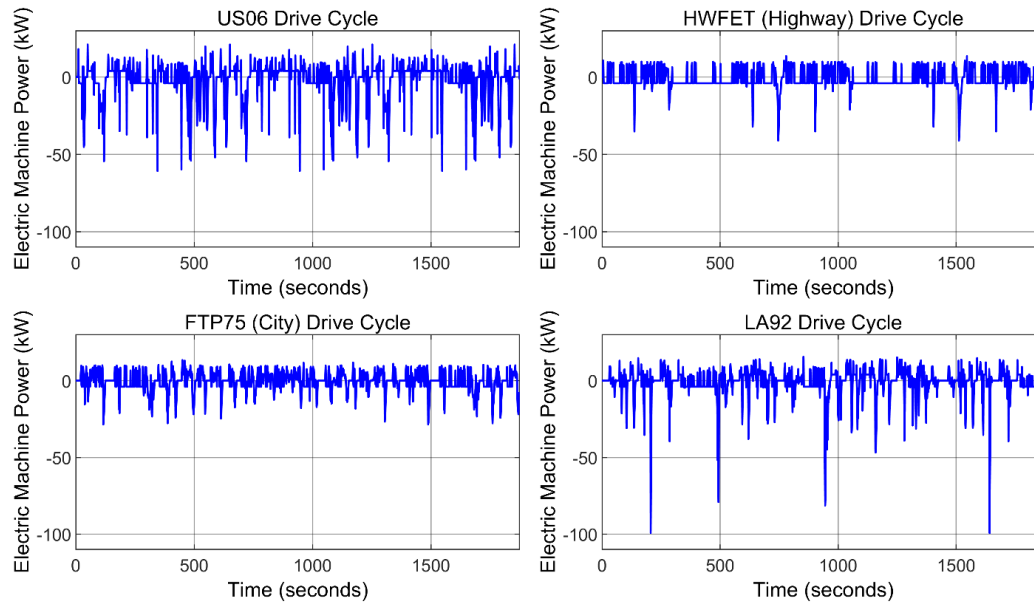 US06 Drive Cycle
Electric Machine Power (kW)
0
-50
-100
0
500
1000
1500
Time (seconds)
HWFET (Highway) Drive Cycle
Electric Machine Power (kW)
0
-50
-100
0
500
1000
1500
Time (seconds)
FTP75 (City) Drive Cycle
Electric Machine Power (kW)
0
-50
-100
0
500
1000
1500
Time (seconds)
LA92 Drive Cycle
Electric Machine Power (kW)
0
-50
-100
0
500
1000
1500
Time (seconds)